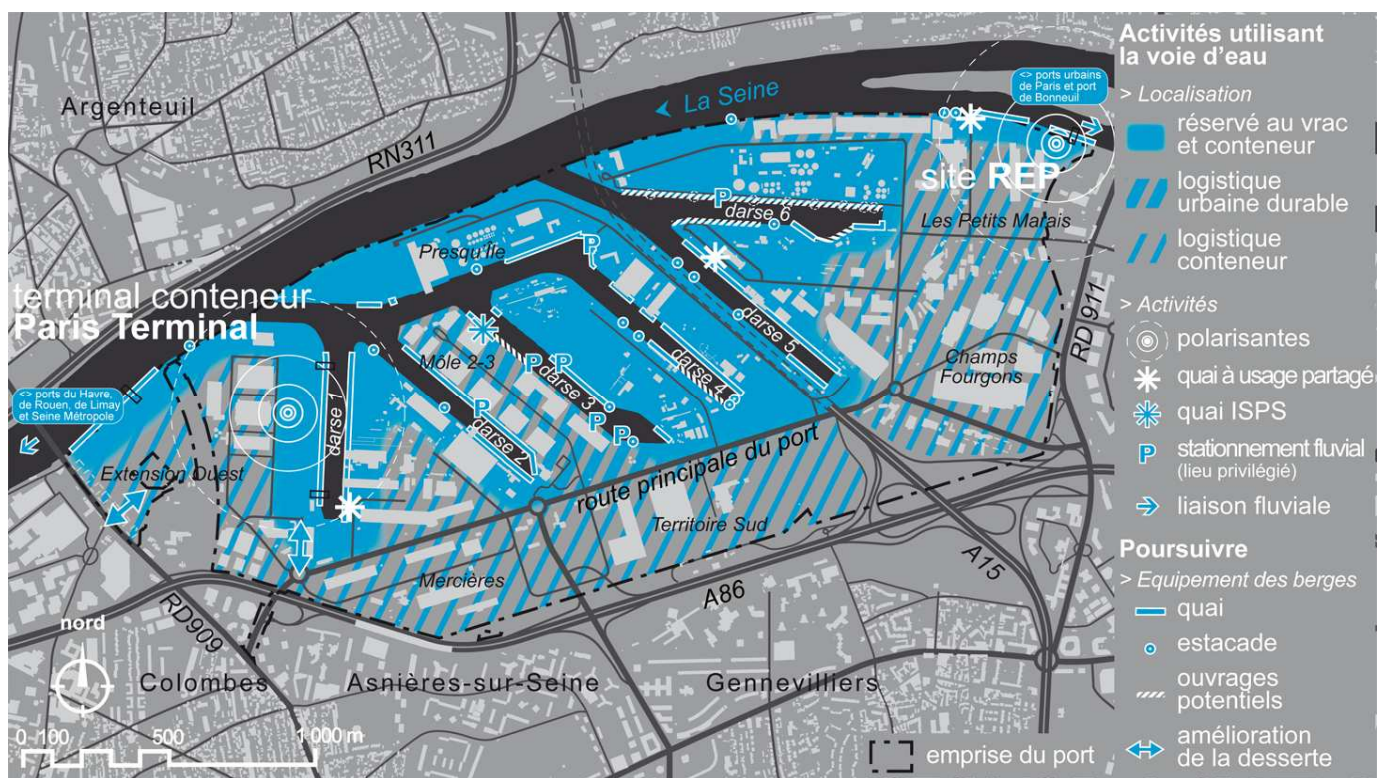 Argenteuil
RN311
La Seine
<> ports urbains
de Paris et port
de Bonneuil
site REP
Les Petits Marais
darse 6
Presqu'île
terminal conteneur
Paris Terminal
<> ports du Havre,
de Rouen, de Limay
et Seine Métropole
Môle 2-3
darse 1
darse 2
darse 3
darse 4
darse 5
Champs
Fourgons
RD 911
Extension Ouest
route principale du port
Territoire Sud
Mercières
A86
A15
RD909
nord
Colombes
Asnières-sur-Seine
Gennevilliers
0 100 500 1 000 m
emprise du port
P
P
P
P
P
P
P
P
Activités utilisant
la voie d'eau
> Localisation
réservé au vrac
et conteneur
logistique
urbaine durable
logistique
conteneur
> Activités
polarisantes
quai à usage partagé
quai ISPS
P stationnement fluvial
(lieu privilégié)
liaison fluviale
Poursuivre
> Equipement des berges
quai
estacade
ouvrages
potentiels
amélioration
de la desserte